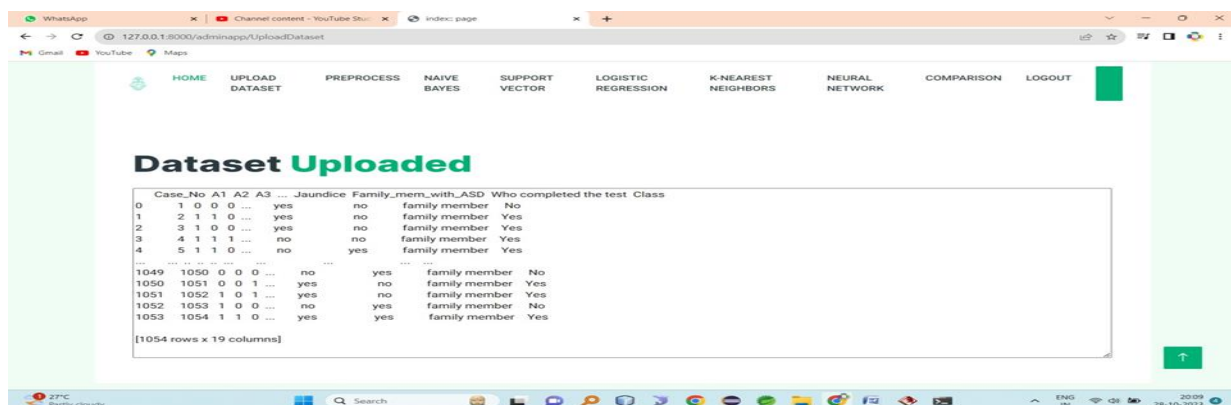 WhatsApp
Channel content - YouTube Stu
index: page
127.0.0.1:8000/adminapp/UploadDataset
Gmail YouTube Maps
HOME UPLOAD DATASET PREPROCESS NAIVE BAYES SUPPORT VECTOR LOGISTIC REGRESSION K-NEAREST NEIGHBORS NEURAL NETWORK COMPARISON LOGOUT
Dataset Uploaded
Case_No A1 A2 A3 ... Jaundice Family_mem_with_ASD Who completed the test Class
0 1 0 0 0 ... yes no family member No
1 2 1 1 0 ... yes no family member Yes
2 3 1 0 0 ... yes no family member Yes
3 4 1 1 1 ... no no family member Yes
4 5 1 1 0 ... no yes family member Yes
... ... .. .. .. ... ... ... ... ...
1049 1050 0 0 0 ... no yes family member No
1050 1051 0 0 1 ... yes no family member Yes
1051 1052 1 0 1 ... yes no family member Yes
1052 1053 1 0 0 ... no yes family member No
1053 1054 1 1 0 ... yes yes family member Yes
[1054 rows x 19 columns]
27°C
Partly cloudy
Search
ENG
IN
20:09
28-10-2023